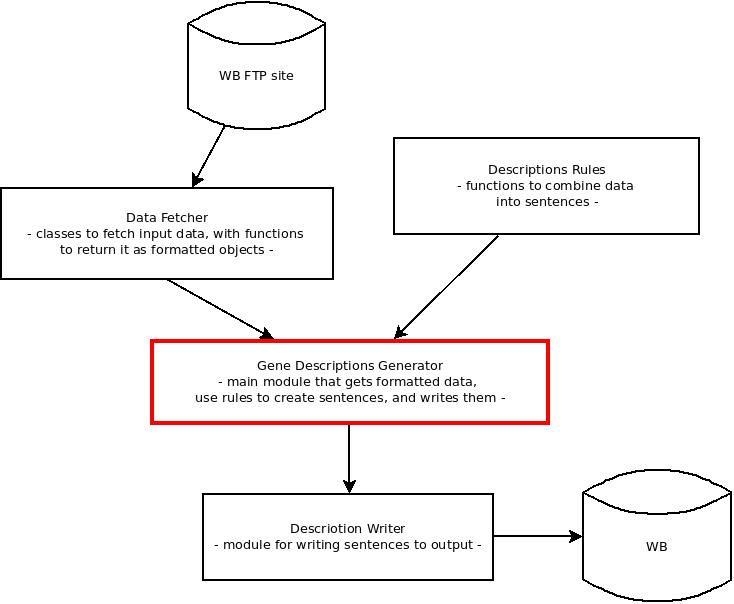 WB FTP site
Descriptions Rules
- functions to combine data
into sentences -
Data Fetcher
- classes to fetch input data, with functions
to return it as formatted objects -
Gene Descriptions Generator
- main module that gets formatted data,
use rules to create sentences, and writes them -
Descriotion Writer
- module for writing sentences to output -
WB